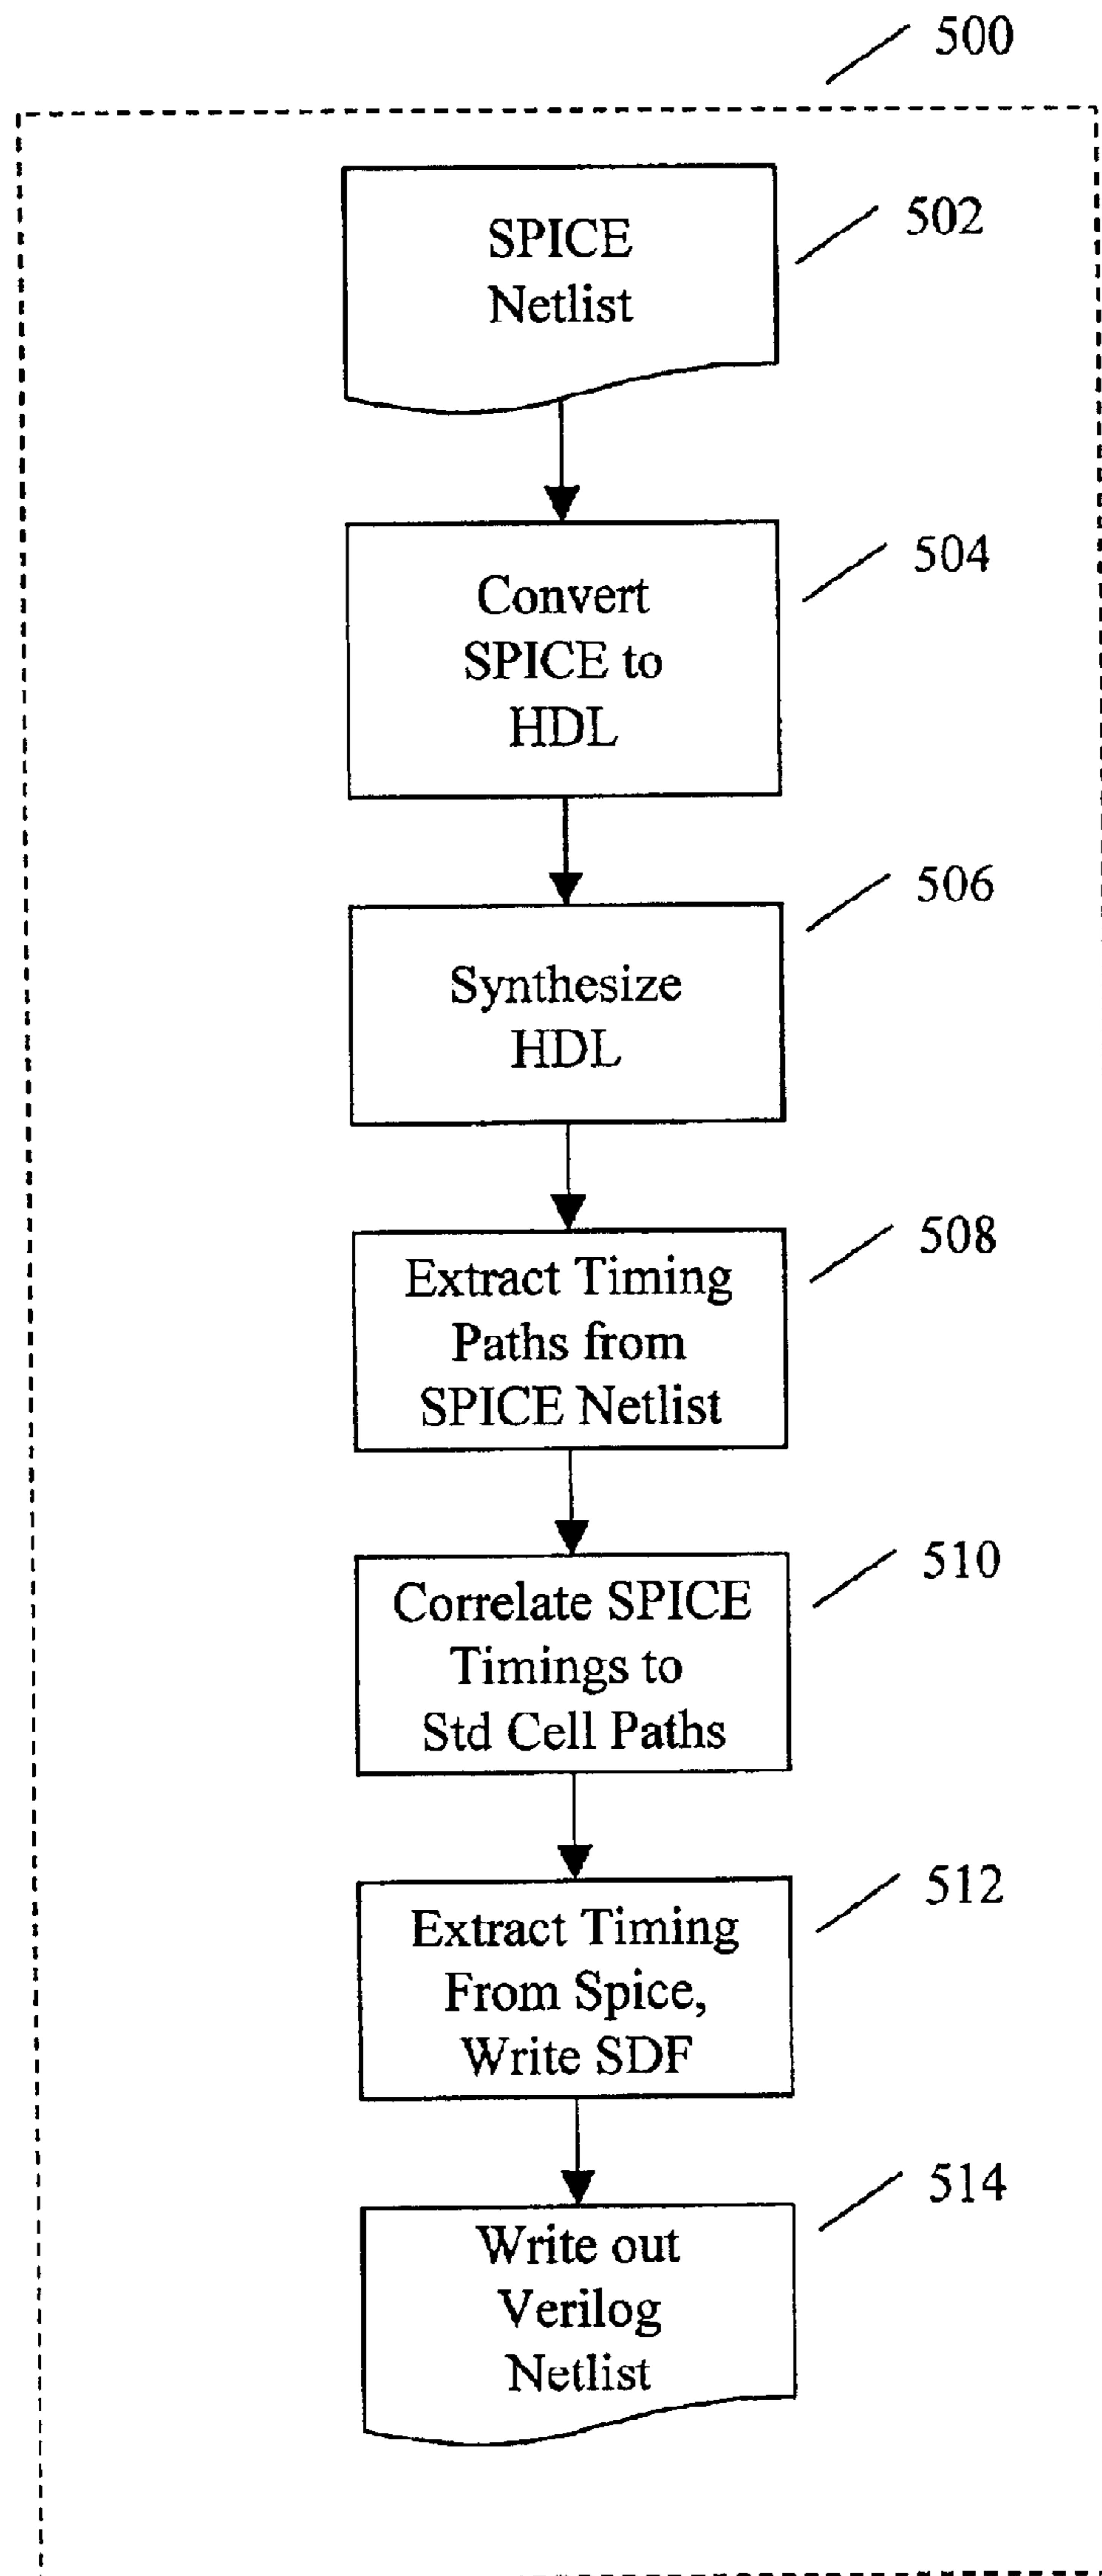 500
SPICE
Netlist
502
Convert
SPICE to
HDL
504
Synthesize
HDL
506
Extract Timing
Paths from
SPICE Netlist
508
Correlate SPICE
Timings to
Std Cell Paths
510
Extract Timing
From Spice,
Write SDF
512
Write out
Verilog
Netlist
514